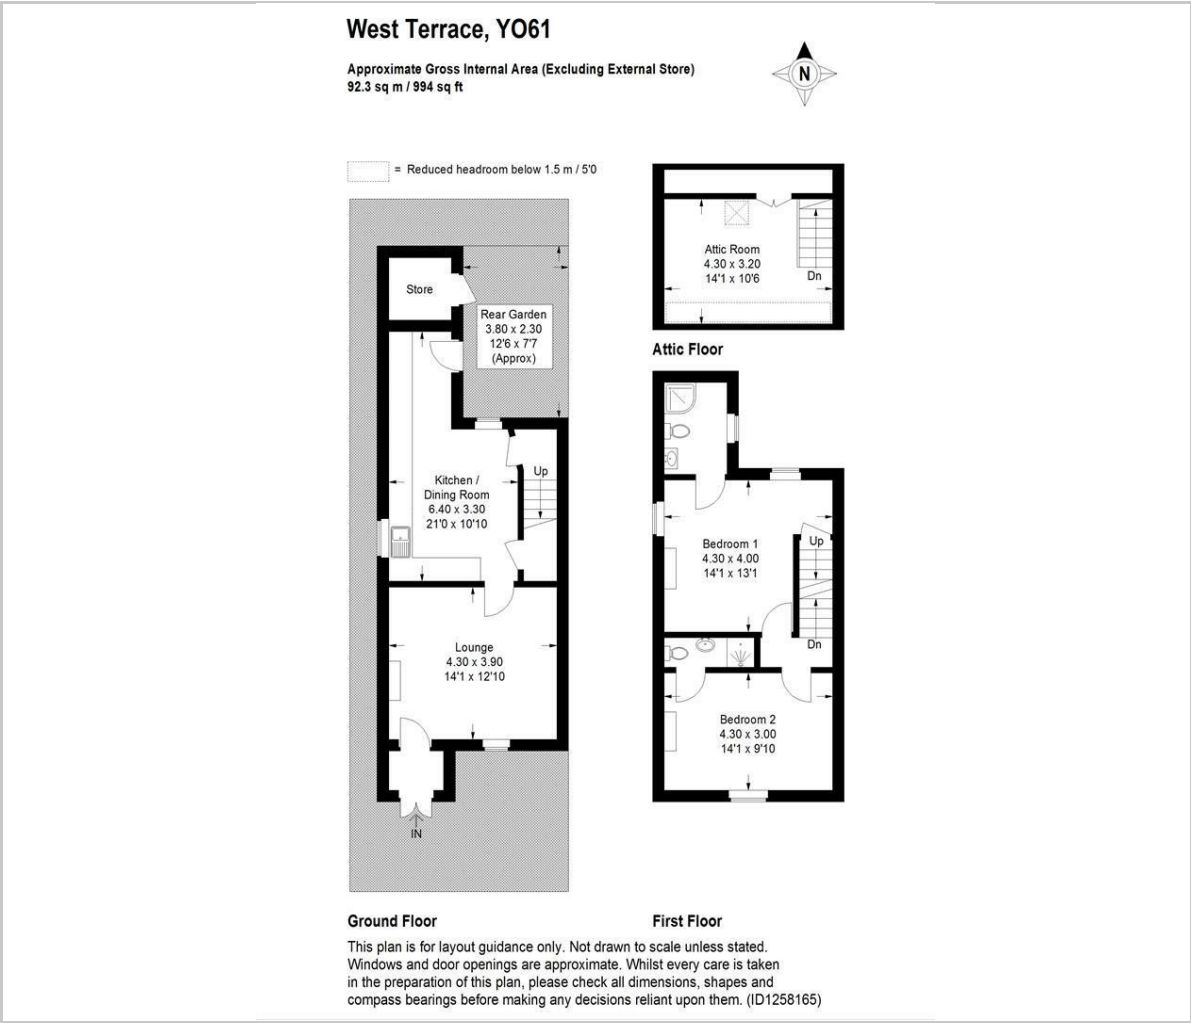 West Terrace, YO61
Approximate Gross Internal Area (Excluding External Store)
92.3 sq m / 994 sq ft
N
= Reduced headroom below 1.5 m / 5'0
Store
Rear Garden
3.80 x 2.30
12'6 x 7'7
(Approx)
Up
Kitchen /
Dining Room
6.40 x 3.30
21'0 x 10'10
Lounge
4.30 x 3.90
14'1 x 12'10
IN
Ground Floor
Attic Room
4.30 x 3.20
14'1 x 10'6
Dn
Attic Floor
Bedroom 1
4.30 x 4.00
14'1 x 13'1
Up
Dn
Bedroom 2
4.30 x 3.00
14'1 x 9'10
First Floor
This plan is for layout guidance only. Not drawn to scale unless stated.
Windows and door openings are approximate. Whilst every care is taken
in the preparation of this plan, please check all dimensions, shapes and
compass bearings before making any decisions reliant upon them. (ID1258165)